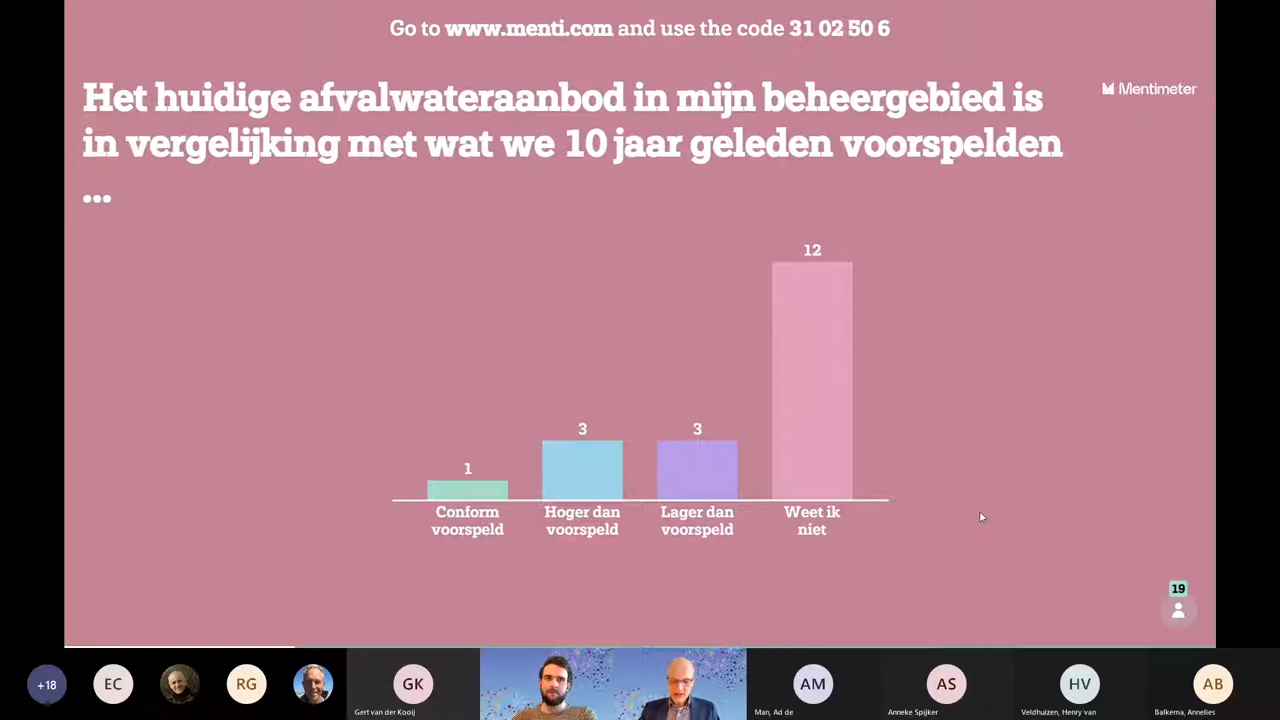 Go to www.menti.com and use the code 31 02 50 6
Het huidige afvalwateraanbod in mijn beheergebied is
in vergelijking met wat we 10 jaar geleden voorspelden
...
Mentimeter
12
3
3
1
Conform
voorspeld
Hoger dan
voorspeld
Lager dan
voorspeld
Weet ik
niet
19
+18
EC
RG
GK
Gert van der Kooij
AM
Man, Ad de
AS
Anneke Spijker
HV
Veldhuizen, Henry van
AB
Balkema, Annelies